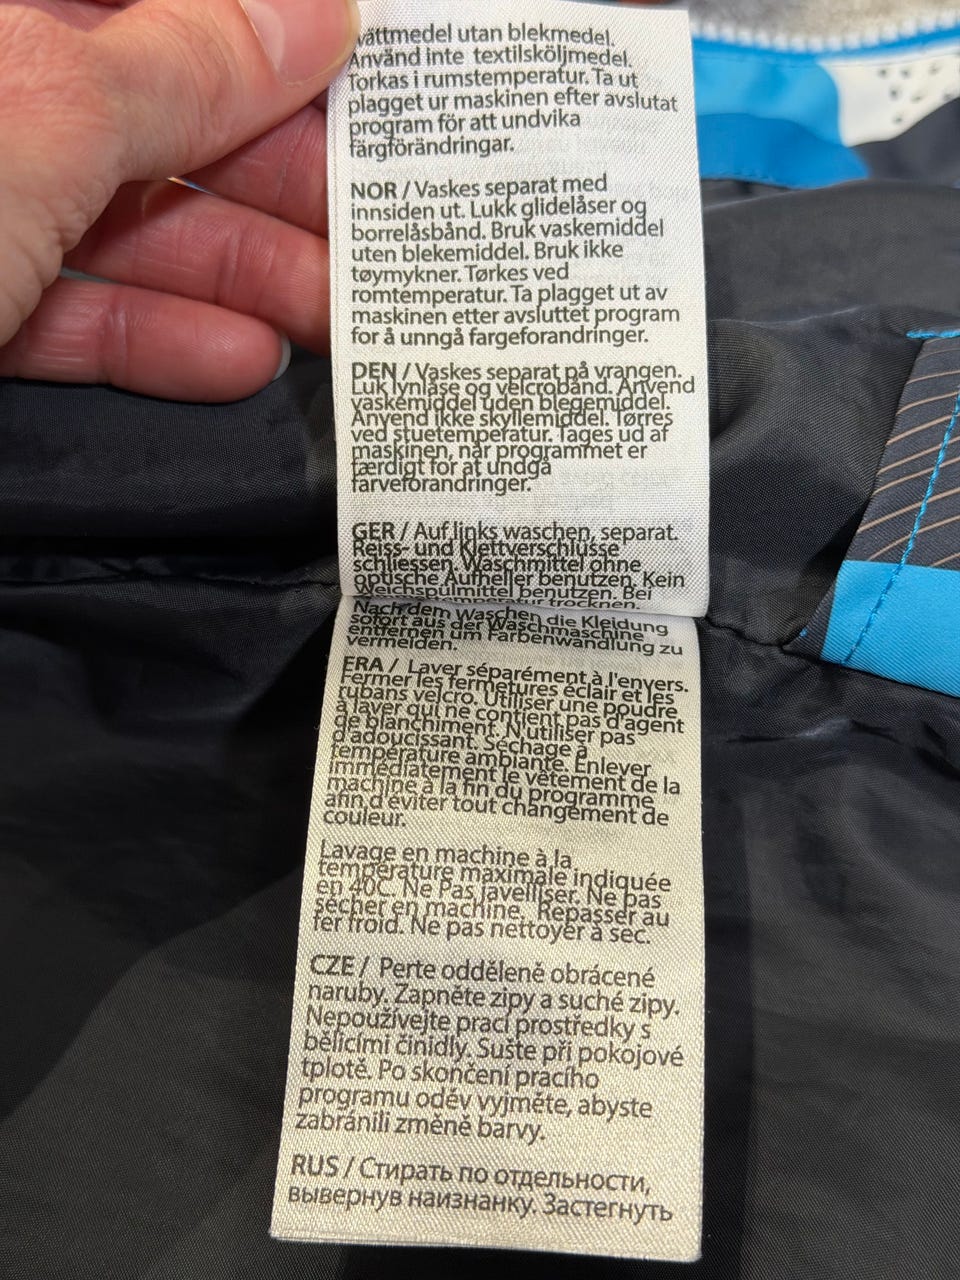 tvättmedel utan blekmedel.
Använd inte textilsköljmedel.
Torkas i rumstemperatur. Ta ut
plagget ur maskinen efter avslutat
program för att undvika
färgförändringar.
NOR / Vaskes separat med
innsiden ut. Lukk glidelåser og
borrelåsbånd. Bruk vaskemiddel
uten blekemiddel. Bruk ikke
tøymykner. Tørkes ved
romtemperatur. Ta plagget ut av
maskinen etter avsluttet program
for å unngå fargeforandringer.
DEN / Vaskes separat på vrangen.
Luk lynlåse og velcrobånd. Anvend
vaskemiddel uden blegemiddel.
Anvend ikke skyllemiddel. Tørres
ved stuetemperatur. Tages ud af
maskinen, når programmet er
færdigt for at undgå
farveforandringer.
GER / Auf links waschen, separat.
Reiss- und Klettverschlüsse
schliessen. Waschmittel ohne
optische Aufheller benutzen. Kein
Weichspülmittel benutzen. Bei
trocknen.
Nach dem Waschen die Kleidung
sofort aus der Waschmaschine
entfernen um Farbenwandlung zu
vermeiden.
FRA / Laver séparément à l'envers.
Fermer les fermetures éclair et les
rubans velcro. Utiliser une poudre
à laver qui ne contient pas d'agent
de blanchiment. N'utiliser pas
d'adoucissant. Séchage à
température ambiante. Enlever
immédiatement le vêtement de la
machine à la fin du programme
afin d'éviter tout changement de
couleur.
Lavage en machine à la
température maximale indiquée
en 40C. Ne Pas javelliser. Ne pas
sécher en machine. Repasser au
fer froid. Ne pas nettoyer à sec.
CZE / Perte odděleně obrácené
naruby. Zapněte zipy a suché zipy.
Nepoužívejte prací prostředky s
bělicími činidly. Sušte při pokojové
tplotě. Po skončení pracího
programu oděv vyjměte, abyste
zabránili změně barvy.
RUS / Стирать по отдельности,
вывернув наизнанку. Застегнуть